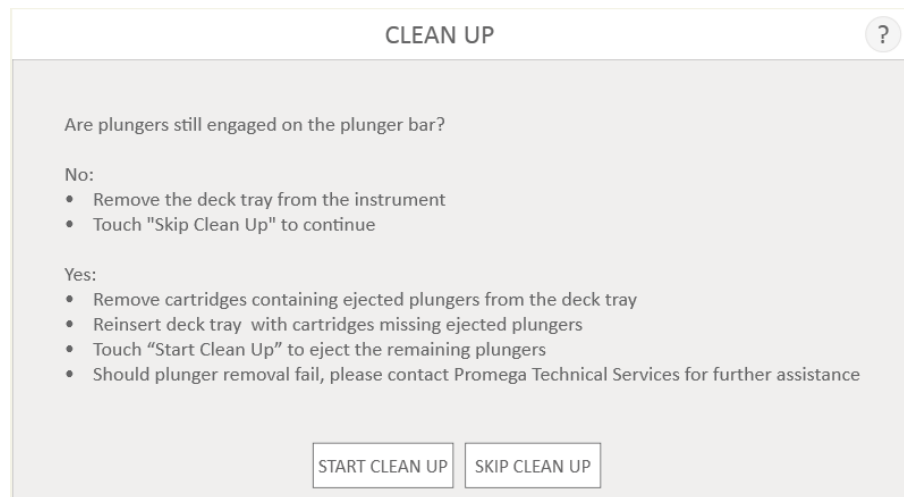 CLEAN UP
?
Are plungers still engaged on the plunger bar?
No:
• Remove the deck tray from the instrument
• Touch "Skip Clean Up" to continue
Yes:
• Remove cartridges containing ejected plungers from the deck tray
• Reinsert deck tray  with cartridges missing ejected plungers
• Touch “Start Clean Up” to eject the remaining plungers
• Should plunger removal fail, please contact Promega Technical Services for further assistance
START CLEAN UP SKIP CLEAN UP